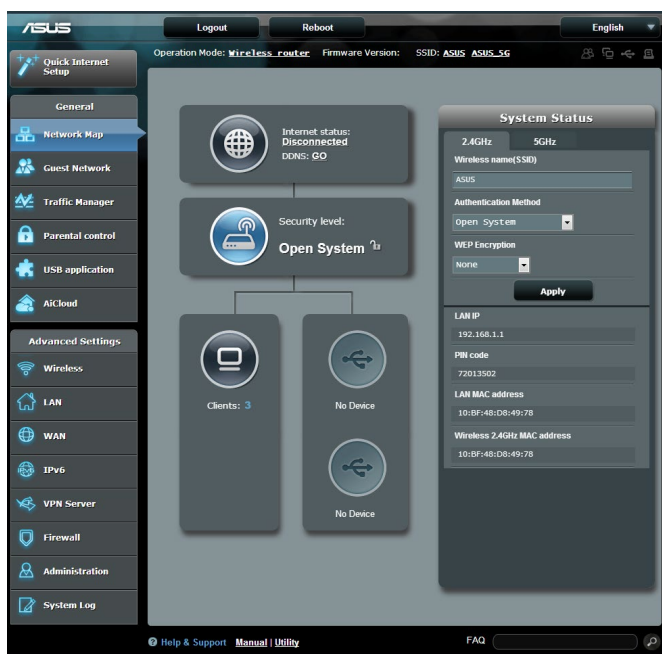 ASUS
Logout
Reboot
English
Quick Internet
Setup
Operation Mode: Wireless router Firmware Version: SSID: ASUS ASUS_5G
General
Network Map
Guest Network
Traffic Manager
Parental control
USB application
AiCloud
Advanced Settings
Wireless
LAN
WAN
IPv6
IPv6
VPN Server
Firewall
Administration
System Log
Internet status:
Disconnected
DDNS: GO
Security level:
Open System
Clients: 3
No Device
No Device
System Status
2.4GHz
5GHz
Wireless name(SSID)
ASUS
Authentication Method
Open System
WEP Encryption
None
Apply
LAN IP
192.168.1.1
PIN code
72013502
LAN MAC address
10:BF:48:D8:49:78
Wireless 2.4GHz MAC address
10:BF:48:D8:49:78
Help & Support Manual | Utility
FAQ